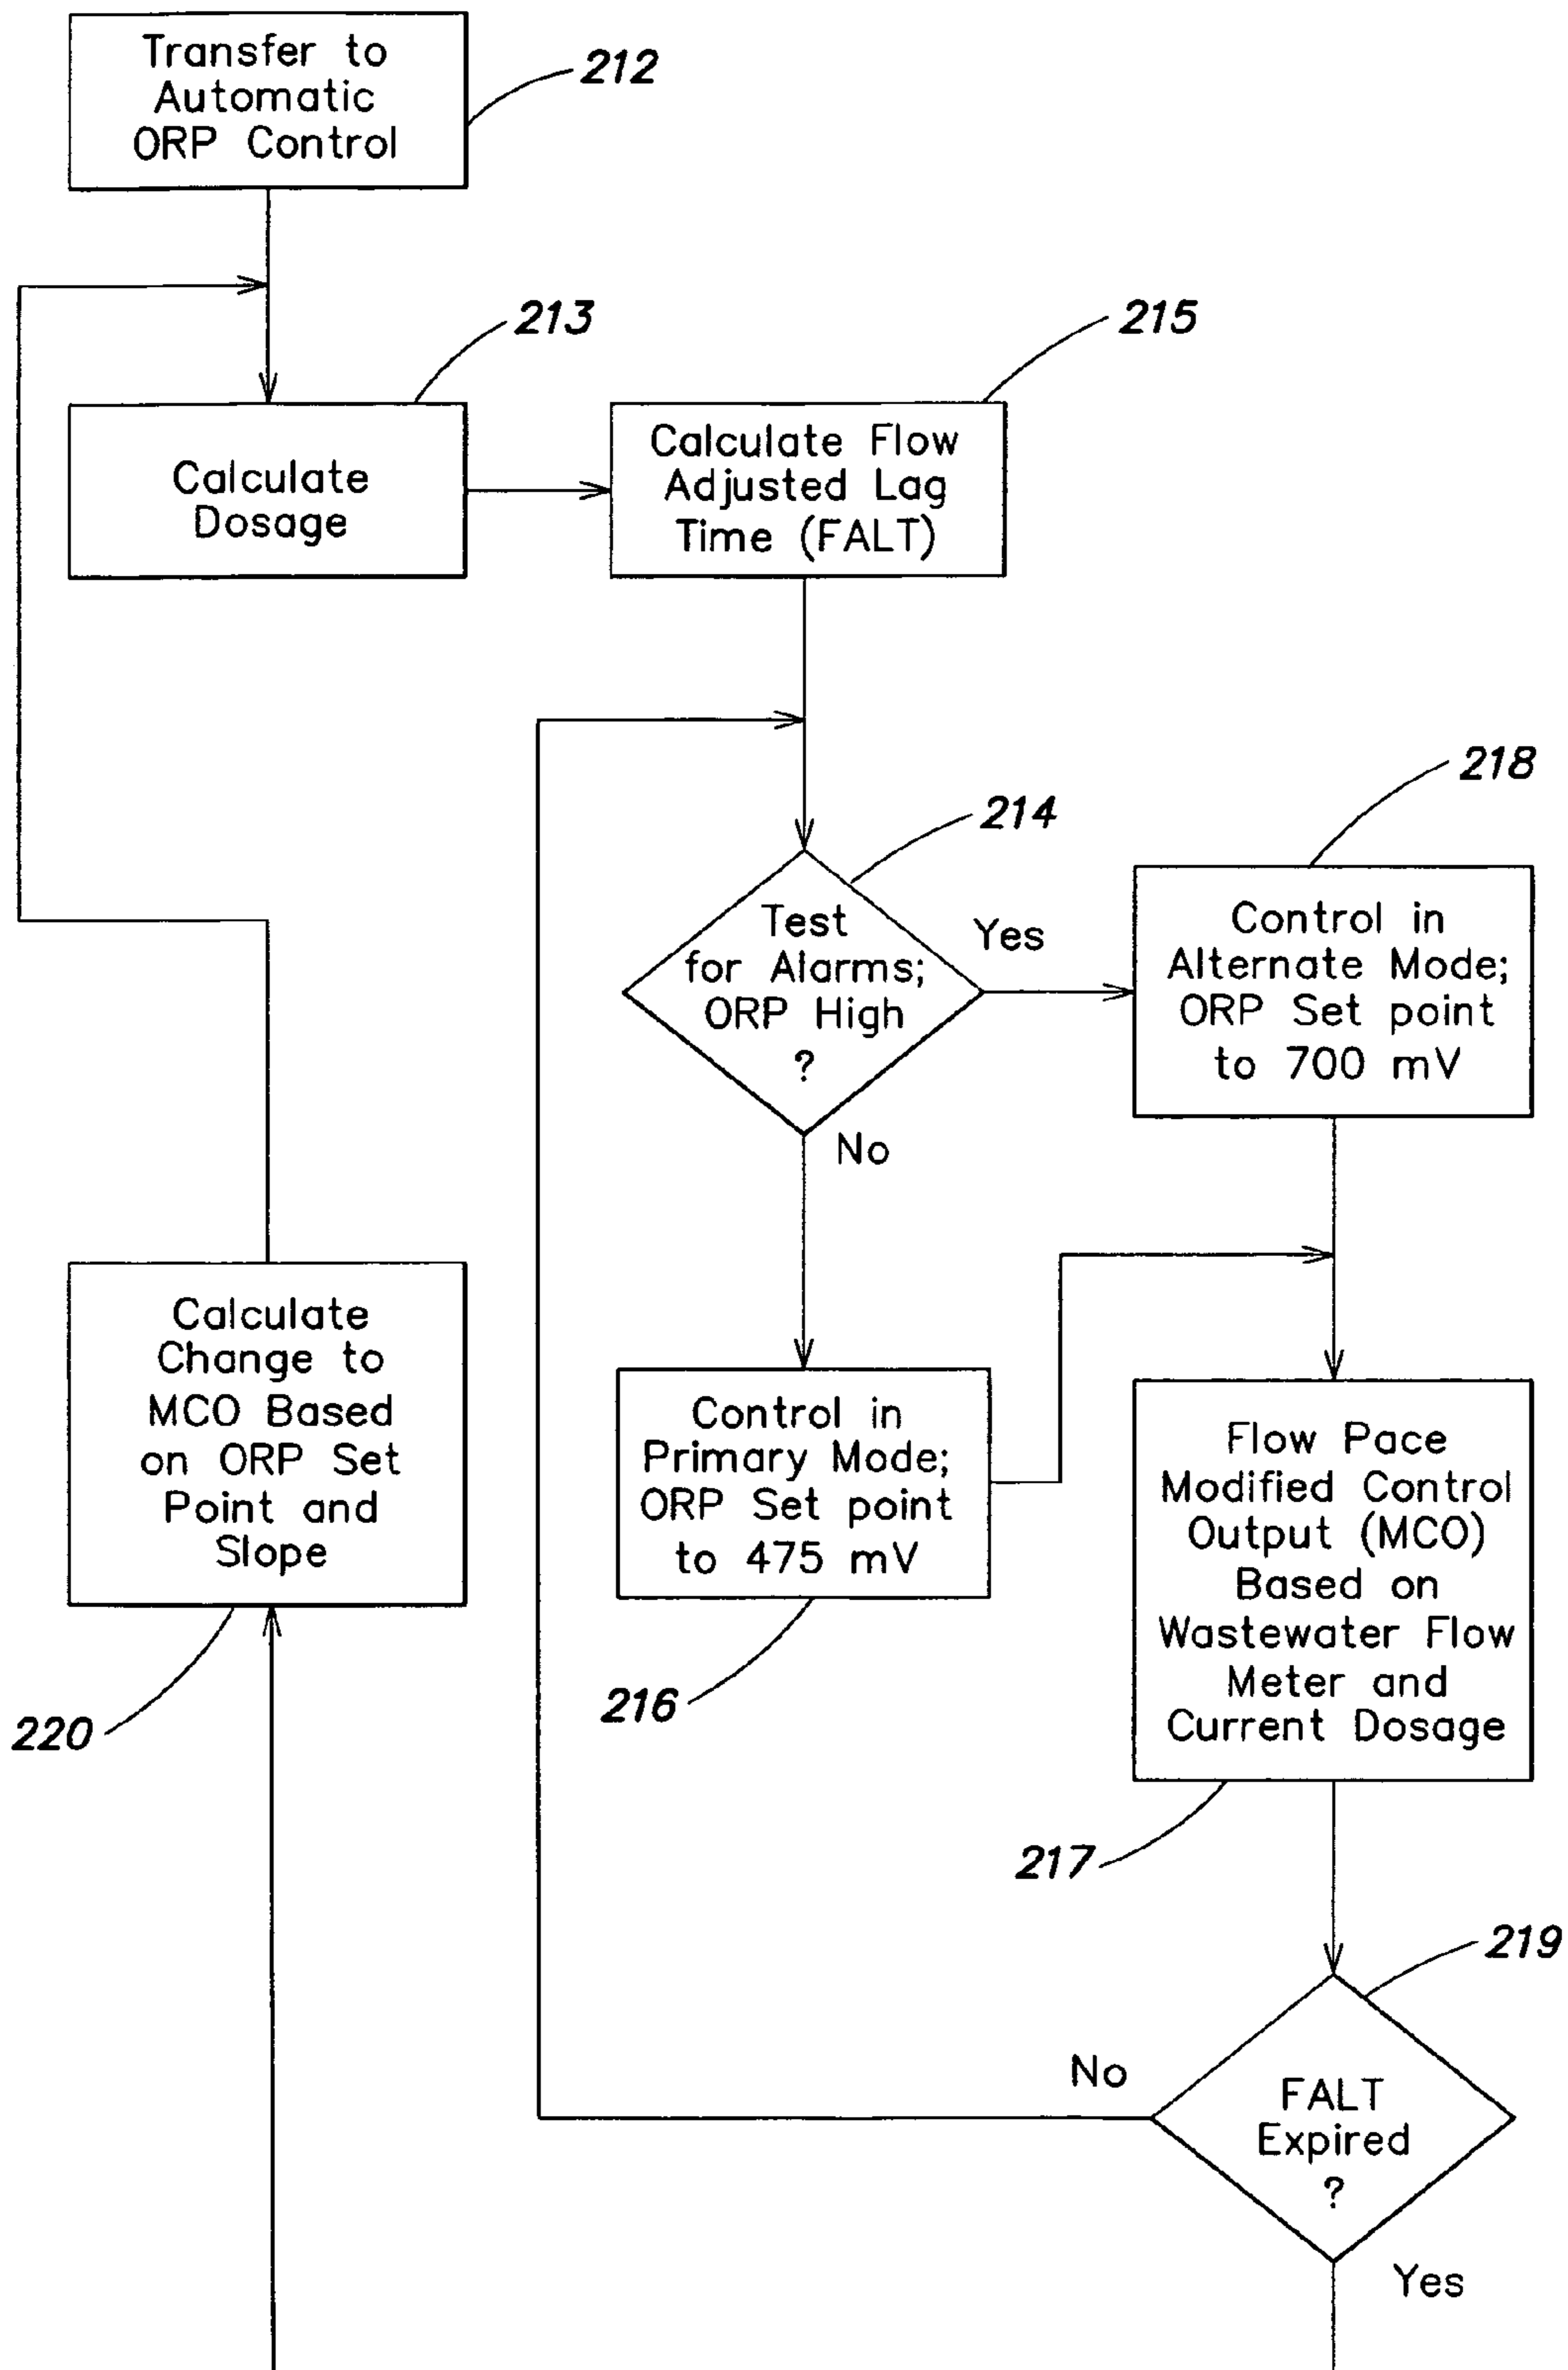 Transfer to
Automatic
ORP Control
212
213
Calculate
Dosage
215
Calculate Flow
Adjusted Lag
Time (FALT)
214
Test
for Alarms;
ORP High
?
Yes
No
218
Control in
Alternate Mode;
ORP Set point
to 700 mV
Control in
Primary Mode;
ORP Set point
to 475 mV
216
Flow Pace
Modified Control
Output (MCO)
Based on
Wastewater Flow
Meter and
Current Dosage
217
219
FALT
Expired
?
No
Yes
Calculate
Change to
MCO Based
on ORP Set
Point and
Slope
220